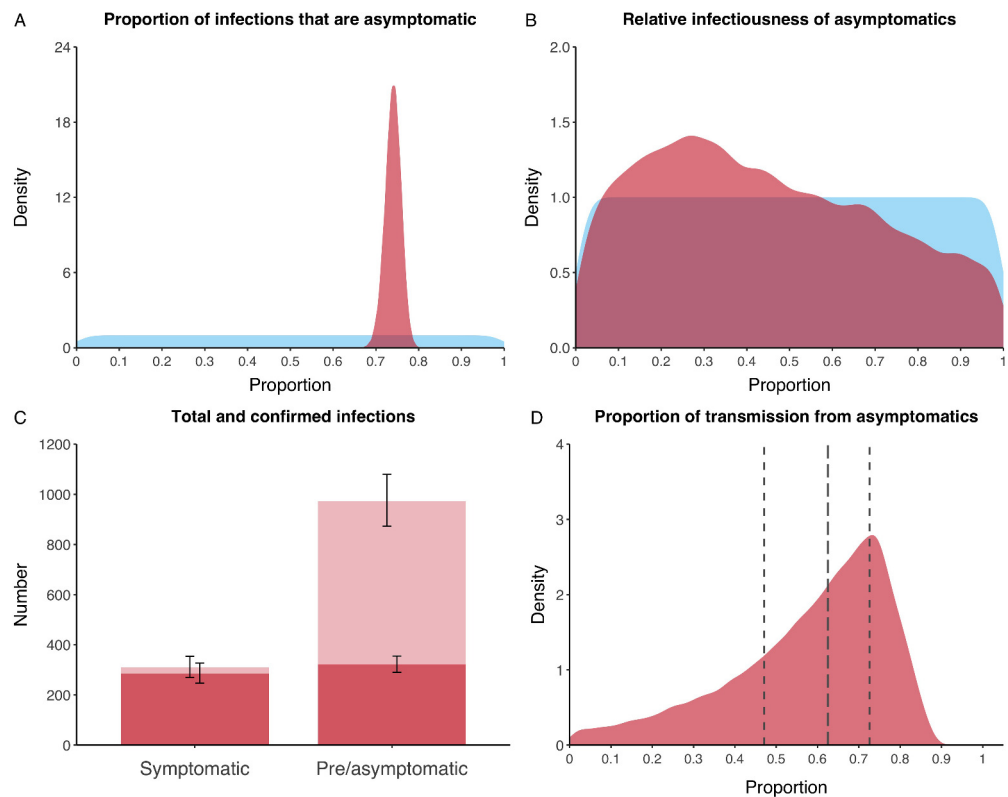 A
Proportion of infections that are asymptomatic
Density
24
18
12
6
0
0 0.1 0.2 0.3 0.4 0.5 0.6 0.7 0.8 0.9 1
Proportion
B
Relative infectiousness of asymptomatics
Density
2.0
1.5
1.0
0.5
0.0
0 0.1 0.2 0.3 0.4 0.5 0.6 0.7 0.8 0.9 1
Proportion
C
Total and confirmed infections
Number
1200
1000
800
600
400
200
0
Symptomatic Pre/asymptomatic
D
Proportion of transmission from asymptomatics
Density
4
3
2
1
0
0 0.1 0.2 0.3 0.4 0.5 0.6 0.7 0.8 0.9 1
Proportion